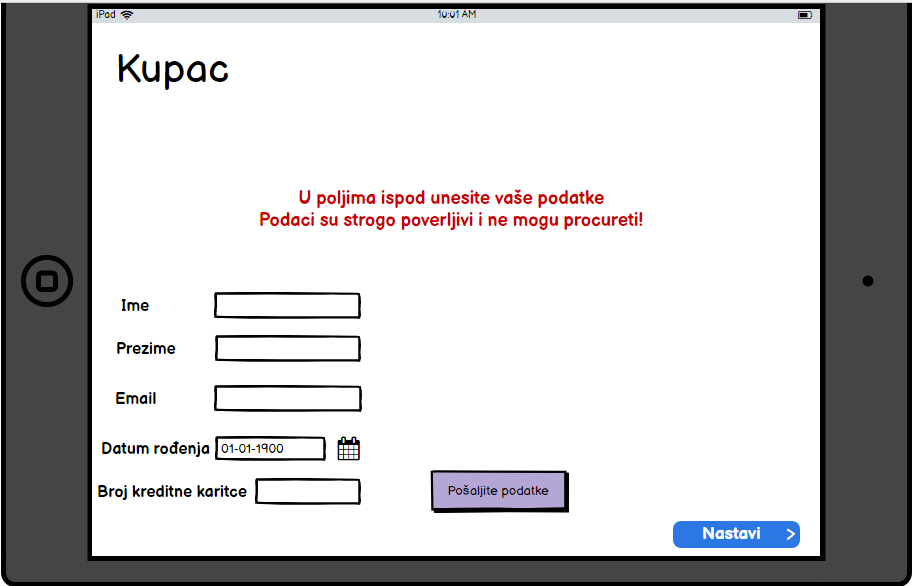 iPad 10:01 AM
Kupac
U poljima ispod unesite vaše podatke
Podaci su strogo poverljivi i ne mogu procureti!
Ime
Prezime
Email
Datum rođenja 01-01-1900
Broj kreditne karitce
Pošaljite podatke
Nastavi